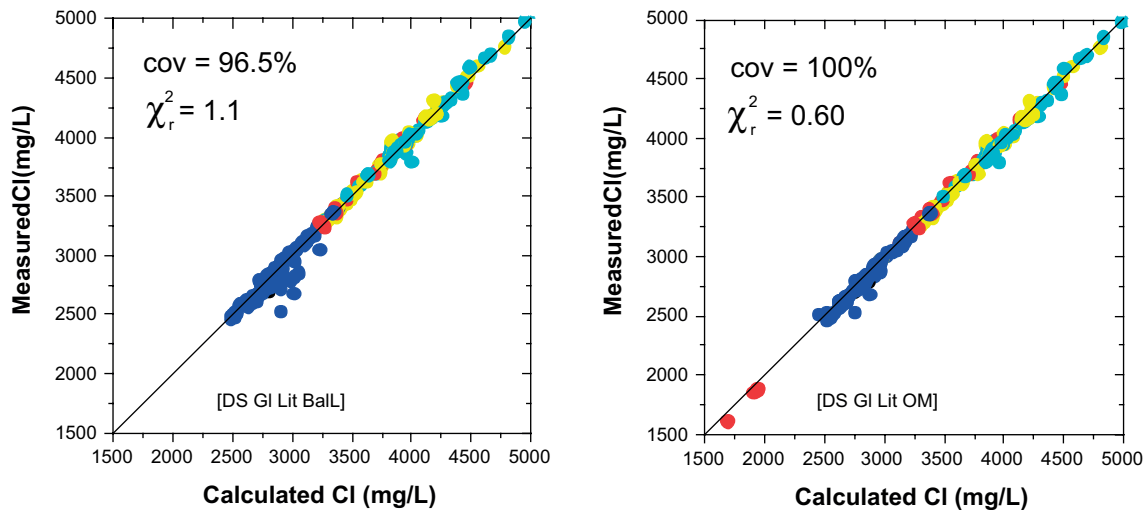 5000
4500
4000
3500
3000
2500
2000
1500
1500 2000 2500 3000 3500 4000 4500 5000
MeasuredCl(mg/L)
Calculated Cl (mg/L)
cov = 96.5%
χ²ᵣ = 1.1
[DS Gl Lit BalL]
5000
4500
4000
3500
3000
2500
2000
1500
1500 2000 2500 3000 3500 4000 4500 5000
MeasuredCl(mg/L)
Calculated Cl (mg/L)
cov = 100%
χ²ᵣ = 0.60
[DS Gl Lit OM]